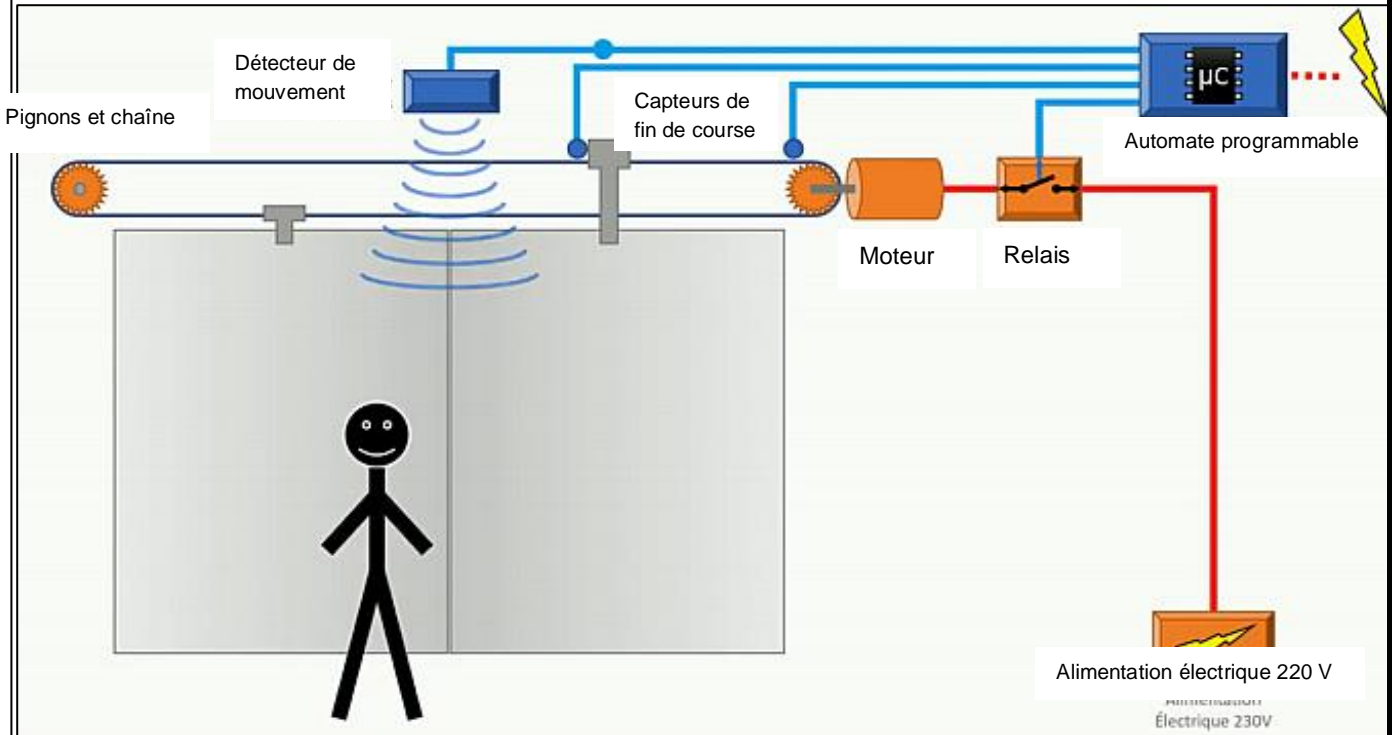 Détecteur de
mouvement
Pignons et chaîne
Capteurs de
fin de course
µC
Automate programmable
Moteur
Relais
Alimentation électrique 220 V
Alimentation
Électrique 230V